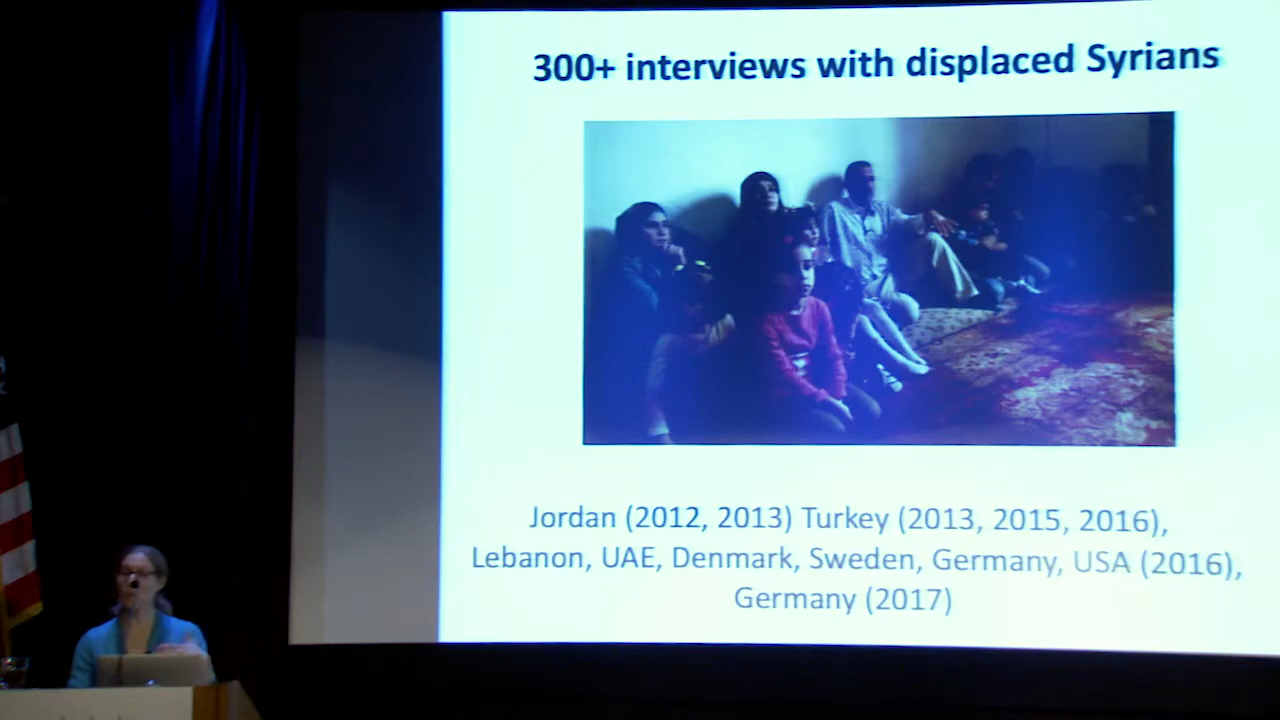 300+ interviews with displaced Syrians
Jordan (2012, 2013) Turkey (2013, 2015, 2016),
Lebanon, UAE, Denmark, Sweden, Germany, USA (2016),
Germany (2017)